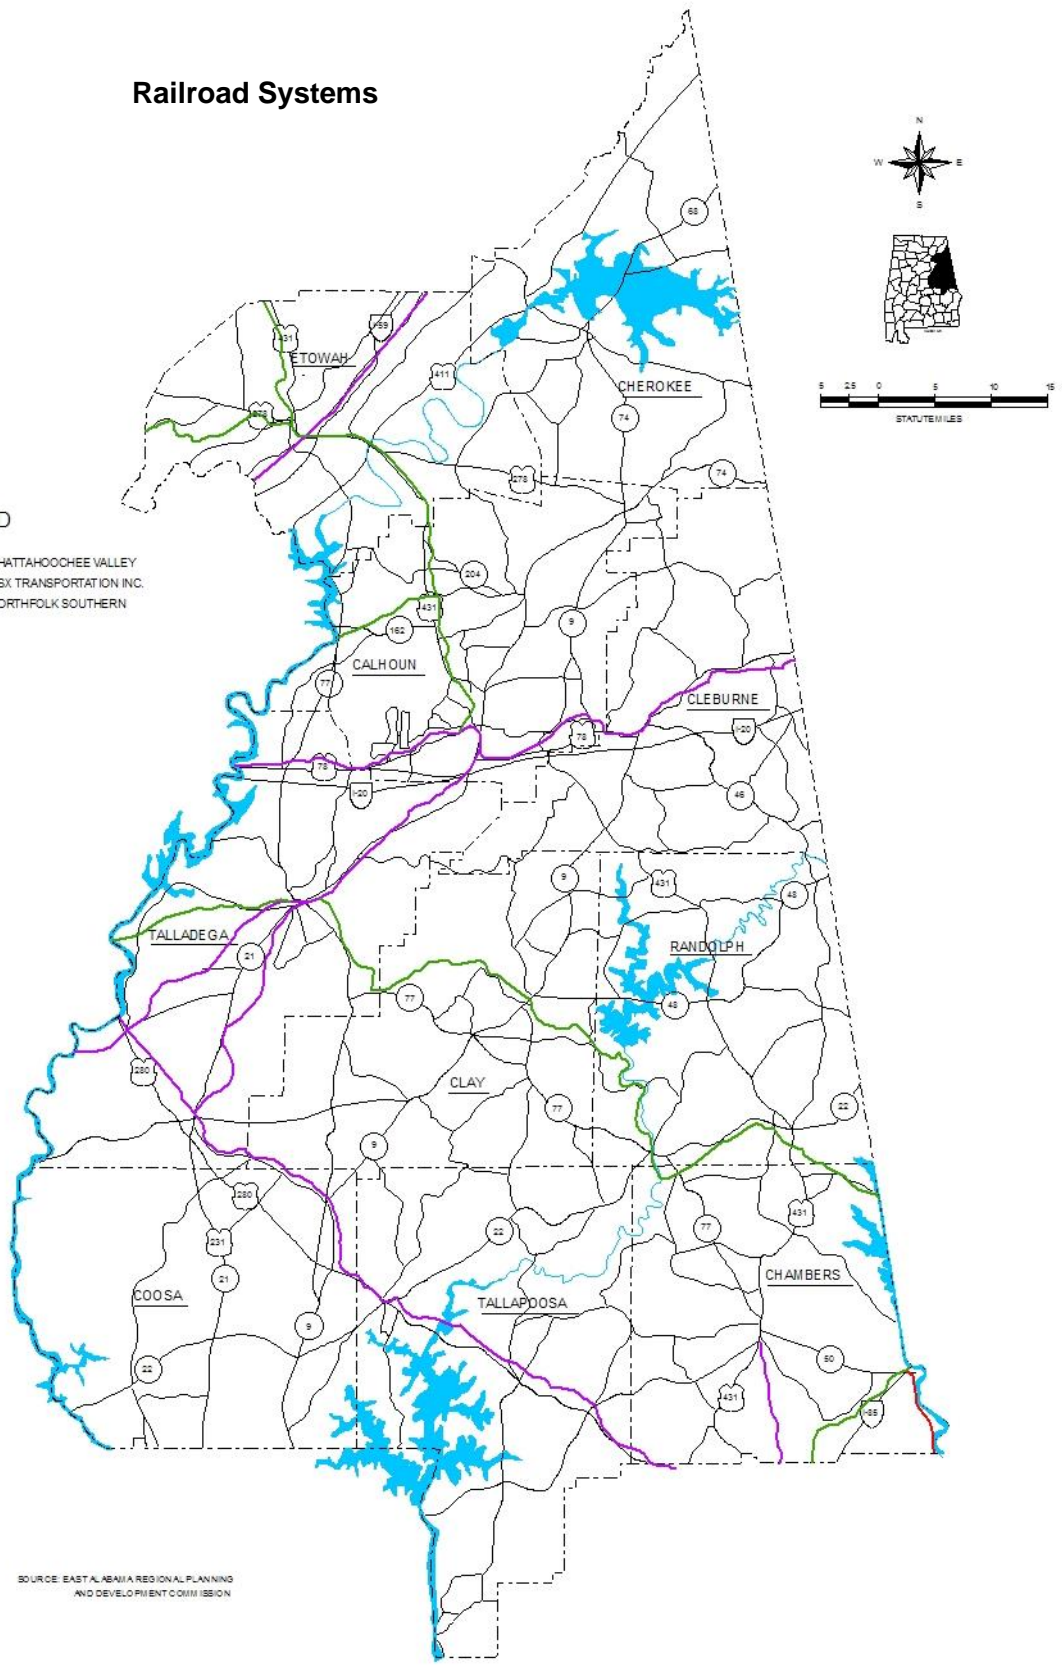 Railroad Systems
N
W E
S
68
431
I-59
ETOWAH
411
CHEROKEE
5 2.5 0 5 10 15
STATUTE MILES
278
74
74
278
D
HATTAHOOCHEE VALLEY
SX TRANSPORTATION INC.
ORTHFOLK SOUTHERN
204
431
9
162
CALHOUN
77
CLEBURNE
I-20
78
78
I-20
46
9
431
48
TALLADEGA
RANDOLPH
21
77
48
280
CLAY
77
22
9
280
431
22
77
231
21
CHAMBERS
COOSA
TALLAPOOSA
9
50
22
431
I-85
SOURCE: EAST ALABAMA REGIONAL PLANNING
AND DEVELOPMENT COMMISSION